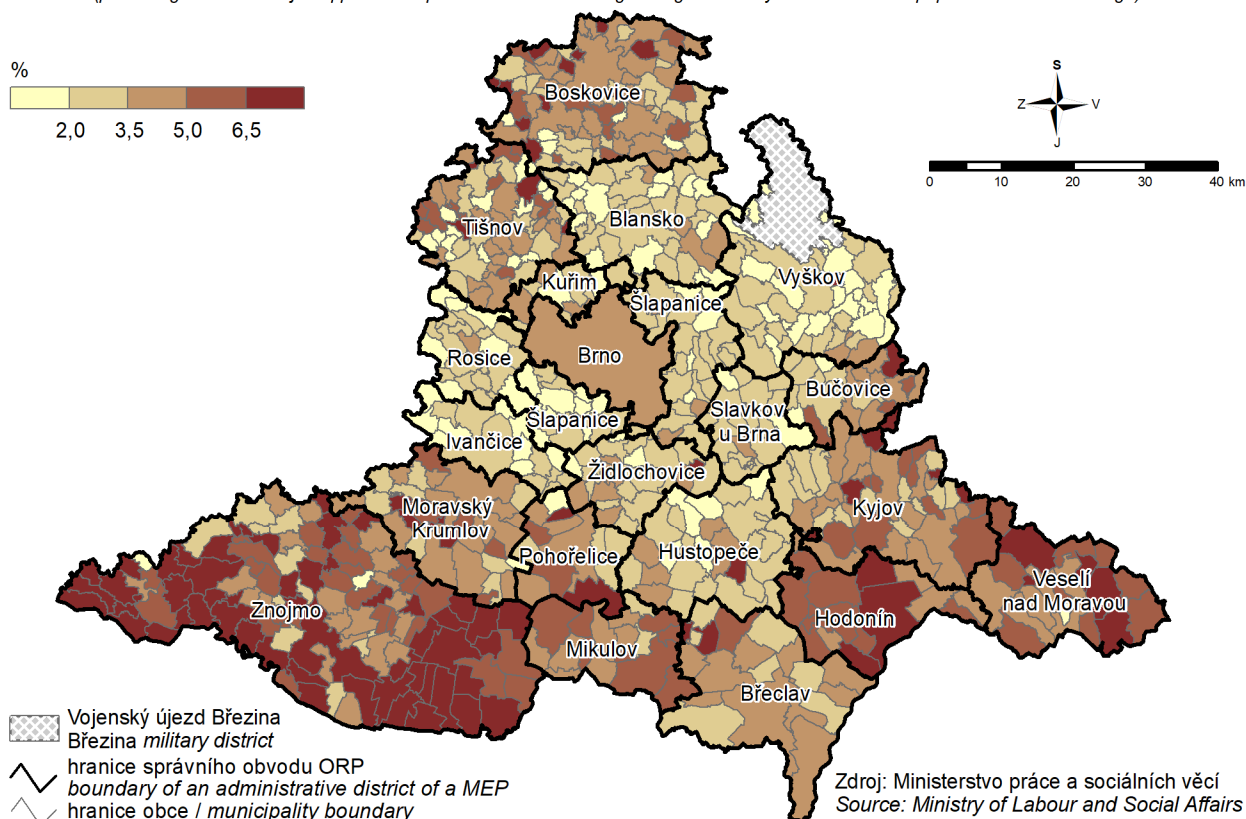 %
2,0 3,5 5,0 6,5
S
Z V
J
0 10 20 30 40 km
Boskovice
Tišnov
Blansko
Vyškov
Kuřim
Šlapanice
Rosice
Brno
Bučovice
Slavkov
u Brna
Šlapanice
Ivančice
Židlochovice
Moravský
Krumlov
Kyjov
Pohořelice
Hustopeče
Veselí
nad Moravou
Znojmo
Hodonín
Mikulov
Břeclav
Vojenský újezd Březina
Březina military district
hranice správního obvodu ORP
boundary of an administrative district of a MEP
hranice obce / municipality boundary
Zdroj: Ministerstvo práce a sociálních věcí
Source: Ministry of Labour and Social Affairs